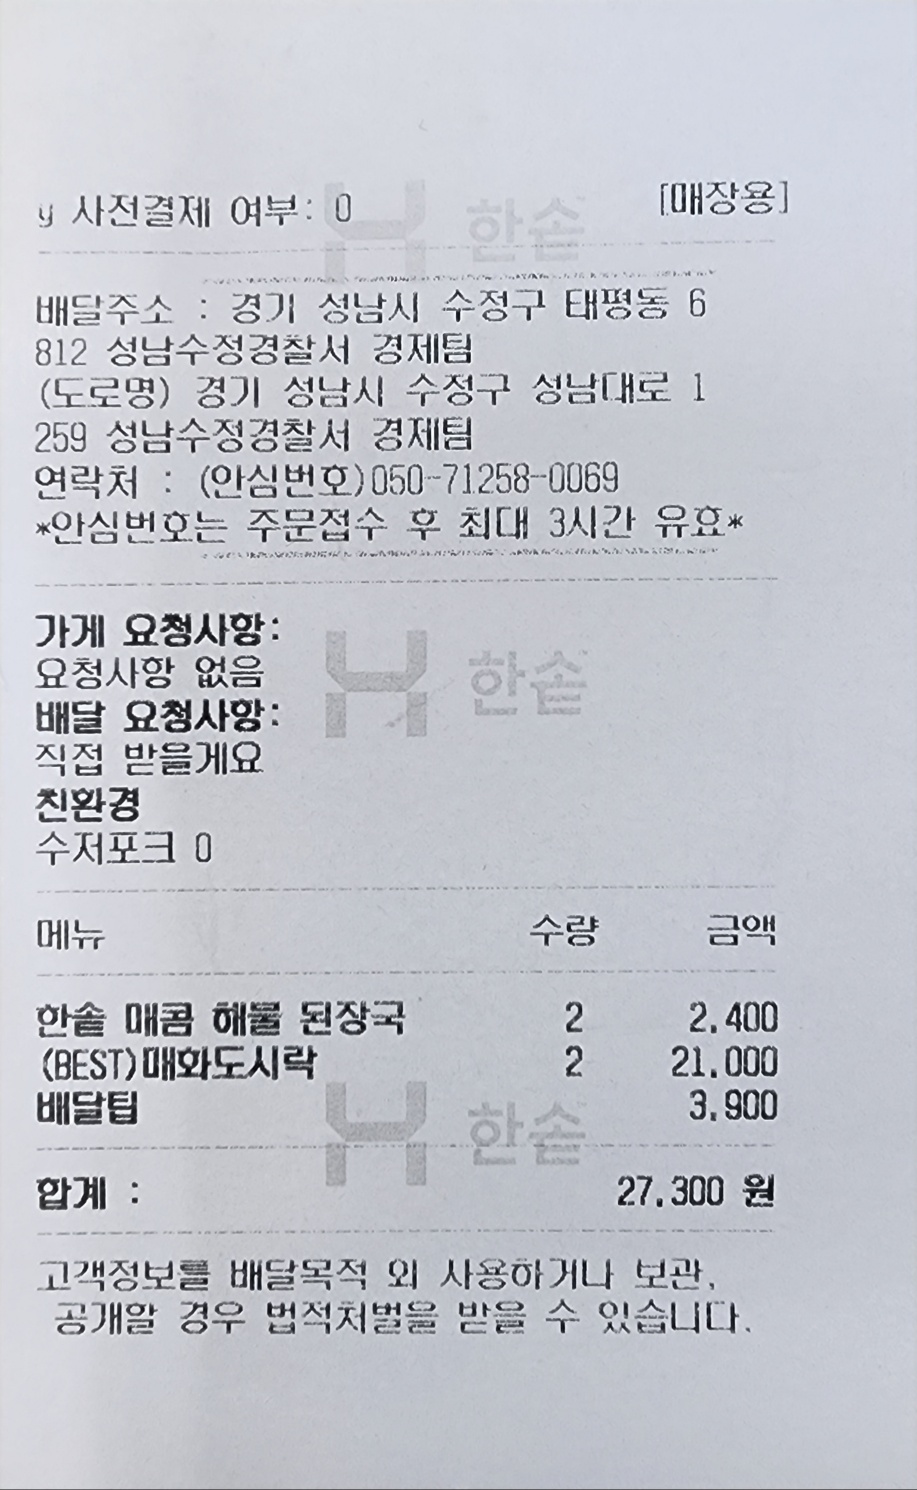 y 사전결제 여부: 0 [매장용]
한솥
배달주소 : 경기 성남시 수정구 태평동 6
812 성남수정경찰서 경제팀
(도로명) 경기 성남시 수정구 성남대로 1
259 성남수정경찰서 경제팀
연락처 : (안심번호)050-71258-0069
*안심번호는 주문접수 후 최대 3시간 유효*
가게 요청사항:
요청사항 없음
한솥
배달 요청사항:
직접 받을게요
친환경
수저포크 0
메뉴 수량 금액
한솥 매콤 해물 된장국 2 2,400
(BEST)매화도시락 2 21,000
배달팁 3,900
한솥
합계 : 27,300 원
고객정보를 배달목적 외 사용하거나 보관,
공개할 경우 법적처벌을 받을 수 있습니다.